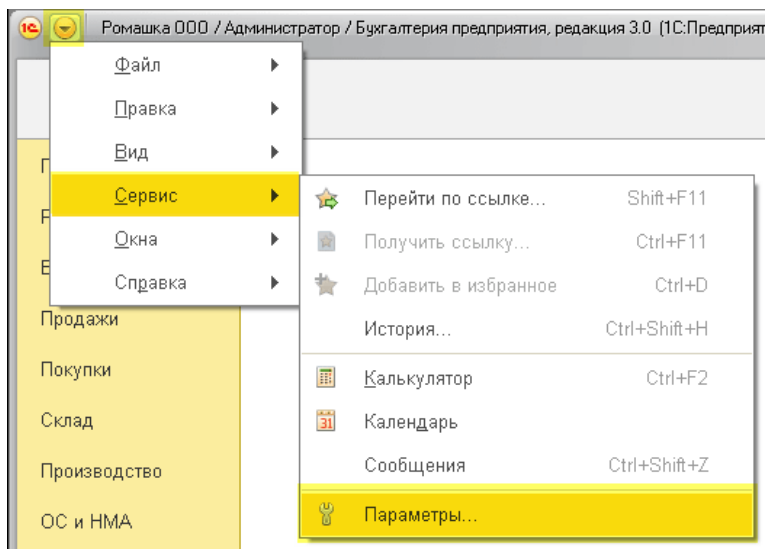 1С Ромашка ООО / Администратор / Бухгалтерия предприятия, редакция 3.0 (1С:Предприят
Файл
Правка
Вид
Сервис
Окна
Справка
Перейти по ссылке... Shift+F11
Получить ссылку... Ctrl+F11
Добавить в избранное Ctrl+D
История... Ctrl+Shift+H
Калькулятор Ctrl+F2
31 Календарь
Сообщения Ctrl+Shift+Z
Параметры...
Продажи
Покупки
Склад
Производство
ОС и НМА